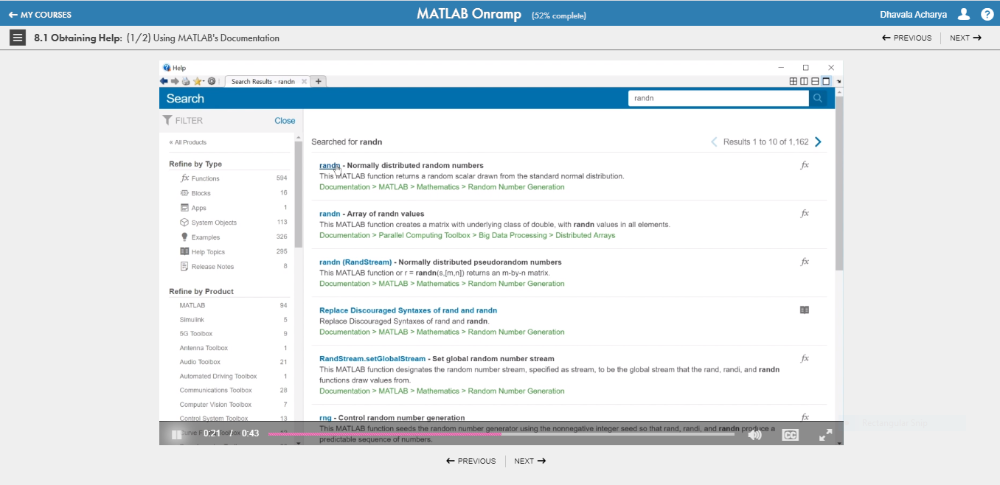 ← MY COURSES
MATLAB Onramp (52% complete)
Dhavala Acharya
?
8.1 Obtaining Help: (1/2) Using MATLAB's Documentation
← PREVIOUS
NEXT →
Help
Search Results - randn
Search
randn
FILTER
Close
« All Products
Refine by Type
fx Functions 594
Blocks 16
Apps 1
System Objects 113
Examples 326
Help Topics 295
Release Notes 8
Refine by Product
MATLAB 94
Simulink 5
5G Toolbox 9
Antenna Toolbox 1
Audio Toolbox 21
Automated Driving Toolbox 1
Communications Toolbox 28
Computer Vision Toolbox 7
Control System Toolbox 13
Searched for randn
Results 1 to 10 of 1,162
randn - Normally distributed random numbers fx
This MATLAB function returns a random scalar drawn from the standard normal distribution.
Documentation > MATLAB > Mathematics > Random Number Generation
randn - Array of randn values fx
This MATLAB function creates a matrix with underlying class of double, with randn values in all elements.
Documentation > Parallel Computing Toolbox > Big Data Processing > Distributed Arrays
randn (RandStream) - Normally distributed pseudorandom numbers fx
This MATLAB function or r = randn(s,[m,n]) returns an m-by-n matrix.
Documentation > MATLAB > Mathematics > Random Number Generation
Replace Discouraged Syntaxes of rand and randn
Replace Discouraged Syntaxes of rand and randn.
Documentation > MATLAB > Mathematics > Random Number Generation
RandStream.setGlobalStream - Set global random number stream fx
This MATLAB function designates the random number stream, specified as stream, to be the global stream that the rand, randi, and randn
functions draw values from.
Documentation > MATLAB > Mathematics > Random Number Generation
rng - Control random number generation fx
This MATLAB function seeds the random number generator using the nonnegative integer seed so that rand, randi, and randn produce a
predictable sequence of numbers.
0:21 / 0:43
CC
← PREVIOUS
NEXT →